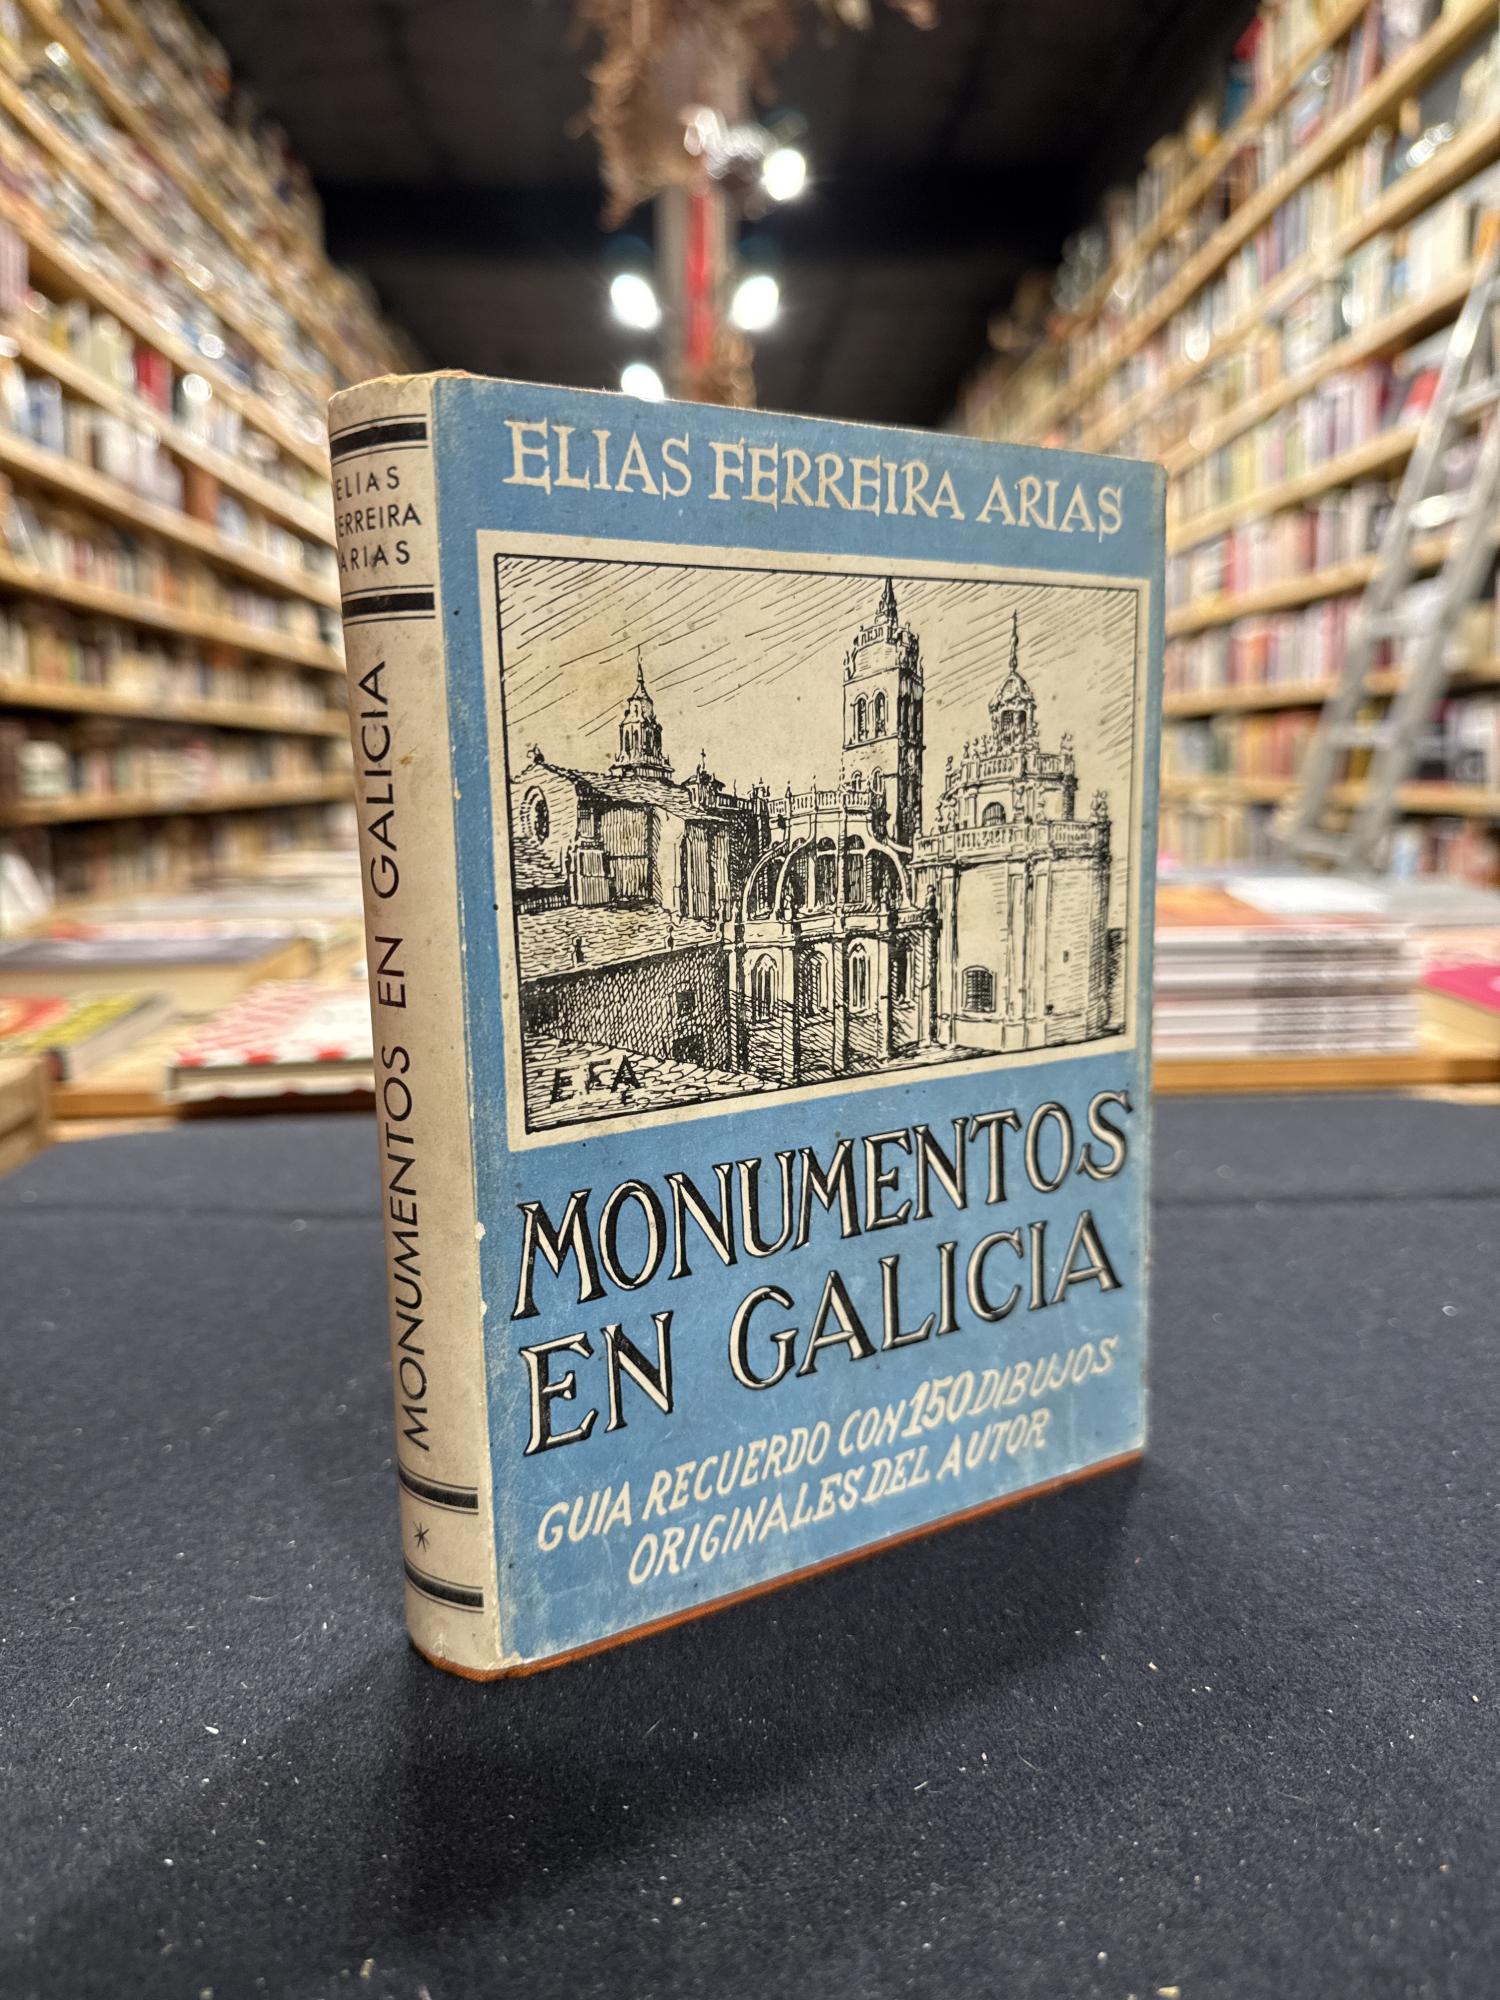 ELIAS
FERREIRA
ARIAS
MONUMENTOS EN GALICIA
*
ELIAS FERREIRA ARIAS
E.F.A
MONUMENTOS
EN GALICIA
GUIA RECUERDO CON 150 DIBUJOS
ORIGINALES DEL AUTOR